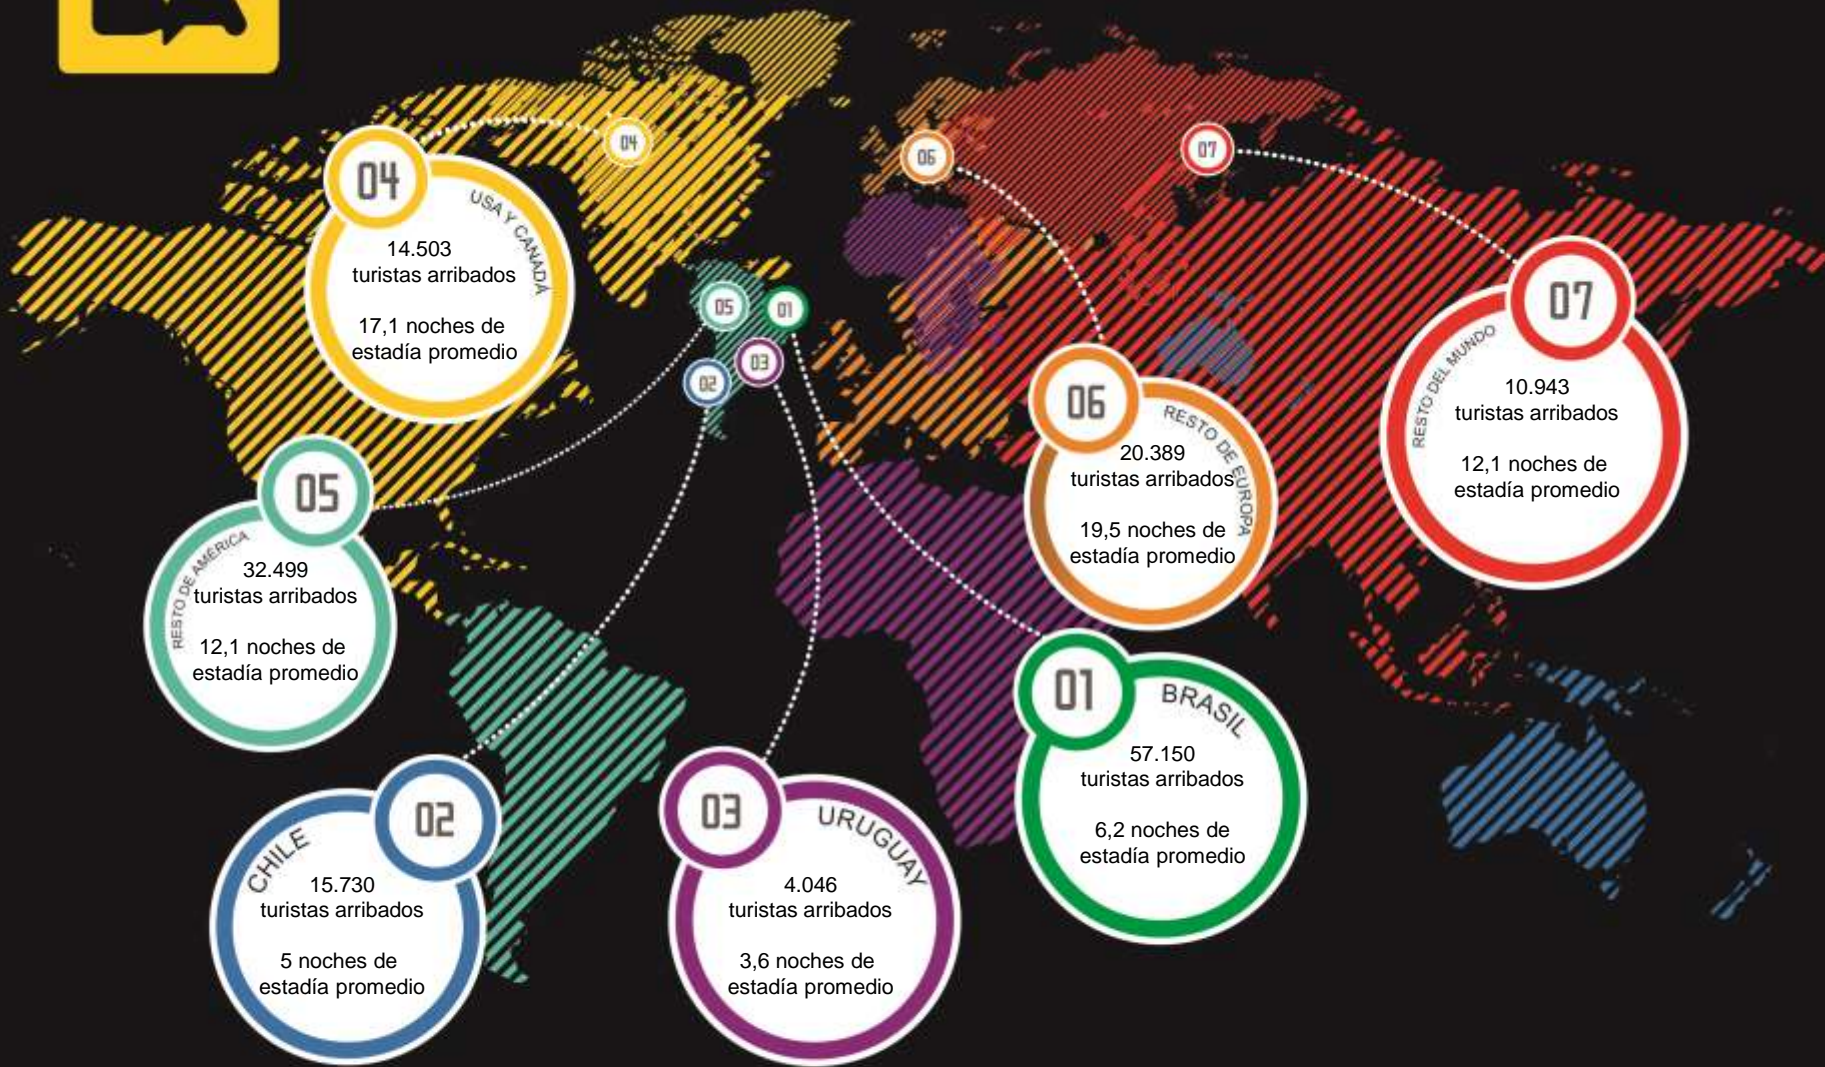 04
USA Y CANADÁ
14.503
turistas arribados
17,1 noches de
estadía promedio
04
06
07
05
01
03
02
07
RESTO DEL MUNDO
10.943
turistas arribados
12,1 noches de
estadía promedio
06
RESTO DE EUROPA
20.389
turistas arribados
19,5 noches de
estadía promedio
05
RESTO DE AMÉRICA
32.499
turistas arribados
12,1 noches de
estadía promedio
01
BRASIL
57.150
turistas arribados
6,2 noches de
estadía promedio
02
CHILE
15.730
turistas arribados
5 noches de
estadía promedio
03
URUGUAY
4.046
turistas arribados
3,6 noches de
estadía promedio